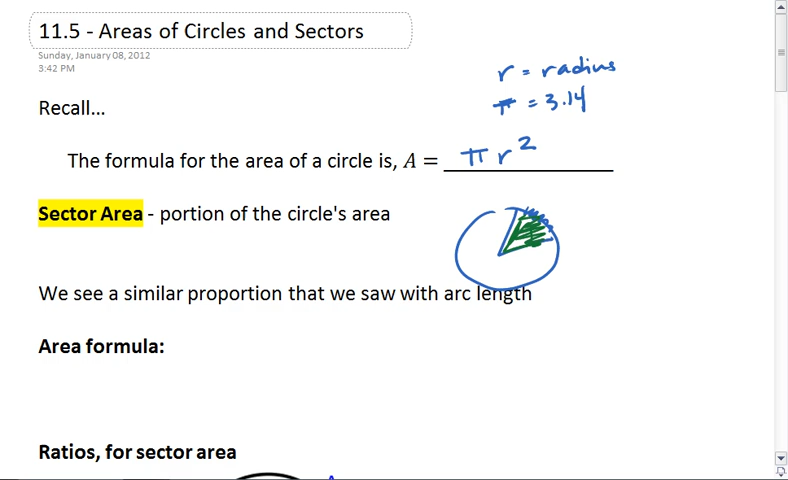 11.5 - Areas of Circles and Sectors
Sunday, January 08, 2012
3:42 PM
r = radius
π = 3.14
Recall...
The formula for the area of a circle is, A = π r²
Sector Area - portion of the circle's area
We see a similar proportion that we saw with arc length
Area formula:
Ratios, for sector area